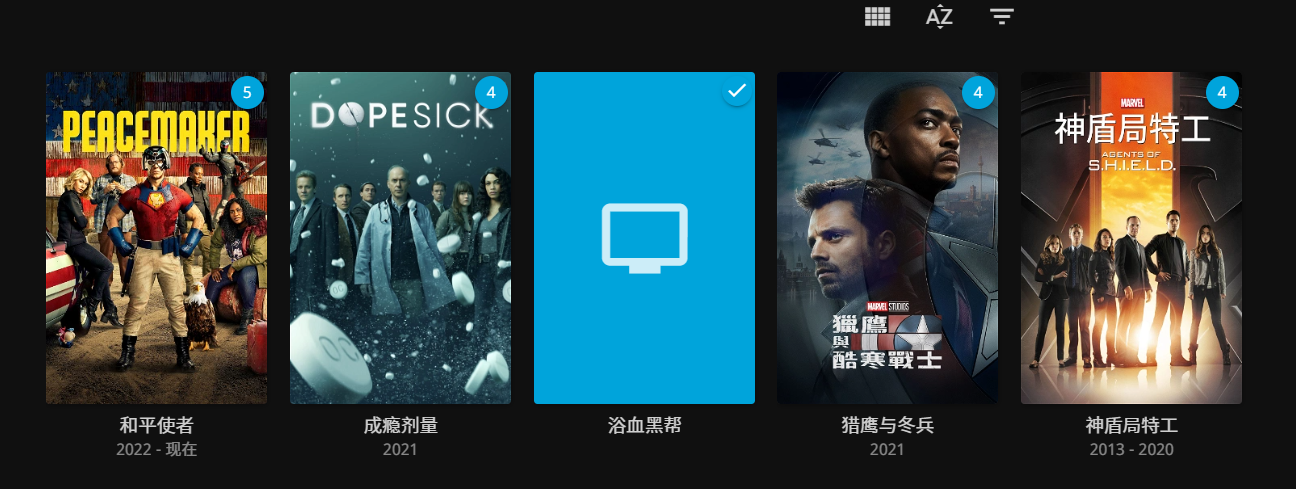 AZ
5
PEACEMAKER
和平使者
2022 - 现在
4
DOPESICK
成瘾剂量
2021
浴血黑帮
4
MARVEL STUDIOS
獵鷹
與
酷寒戰士
猎鹰与冬兵
2021
4
MARVEL
神盾局特工
AGENTS OF
S.H.I.E.L.D.
神盾局特工
2013 - 2020